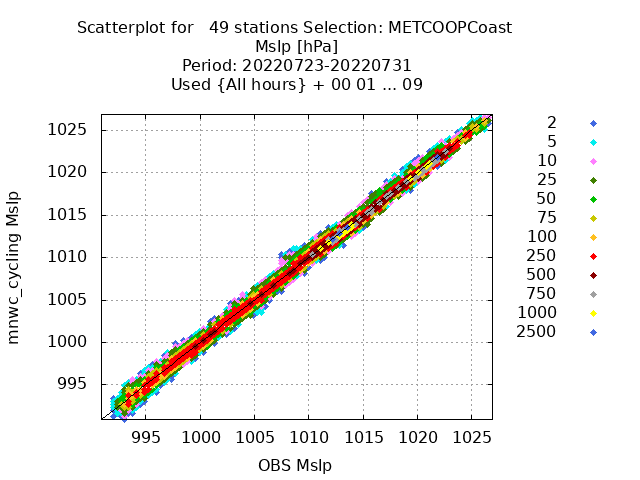 Scatterplot for   49 stations Selection: METCOOPCoast
Mslp [hPa]
Period: 20220723-20220731
Used {All hours} + 00 01 ... 09
mnwc_cycling Mslp
1025
1020
1015
1010
1005
1000
995
995 1000 1005 1010 1015 1020 1025
OBS Mslp
2
5
10
25
50
75
100
250
500
750
1000
2500